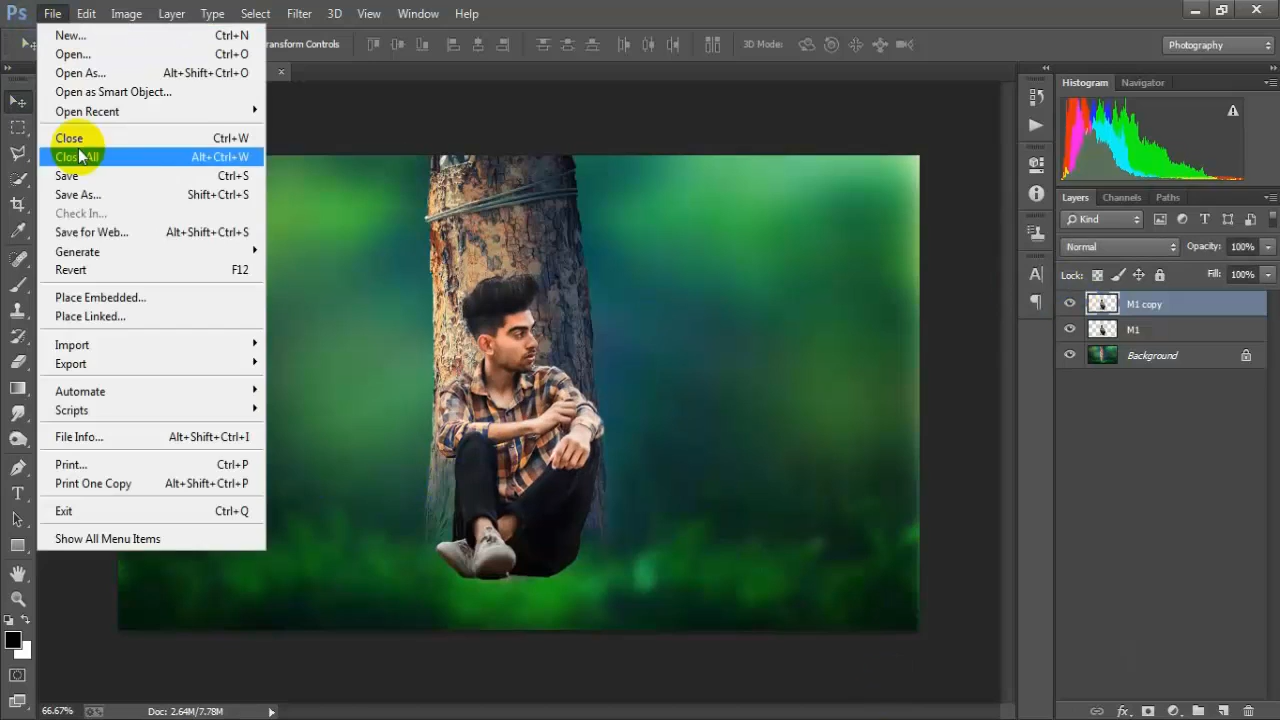 Ps File Edit Image Layer Type Select Filter 3D View Window Help
Transform Controls 3D Mode: Photography
New... Ctrl+N
Open... Ctrl+O
Open As... Alt+Shift+Ctrl+O
Open as Smart Object...
Open Recent
Close Ctrl+W
Close All Alt+Ctrl+W
Save Ctrl+S
Save As... Shift+Ctrl+S
Check In...
Save for Web... Alt+Shift+Ctrl+S
Generate
Revert F12
Place Embedded...
Place Linked...
Import
Export
Automate
Scripts
File Info... Alt+Shift+Ctrl+I
Print... Ctrl+P
Print One Copy Alt+Shift+Ctrl+P
Exit Ctrl+Q
Show All Menu Items
Histogram Navigator
Layers Channels Paths
Kind
Normal Opacity: 100%
Lock: Fill: 100%
M1 copy
M1
Background
66.67% Doc: 2.64M/7.78M